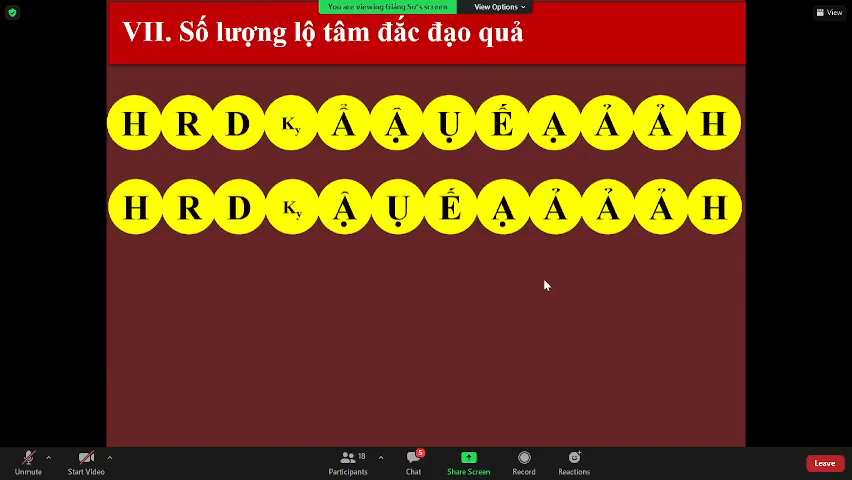 You are viewing Giảng Sư's screen
View Options
View
VII. Số lượng lộ tâm đắc đạo quả
H R D Ky Ẩ Ậ Ụ Ế Ạ Ả Ả H
H R D Ky Ậ Ụ Ế Ạ Ả Ả Ả H
Unmute
Start Video
18
Participants
5
Chat
Share Screen
Record
Reactions
Leave